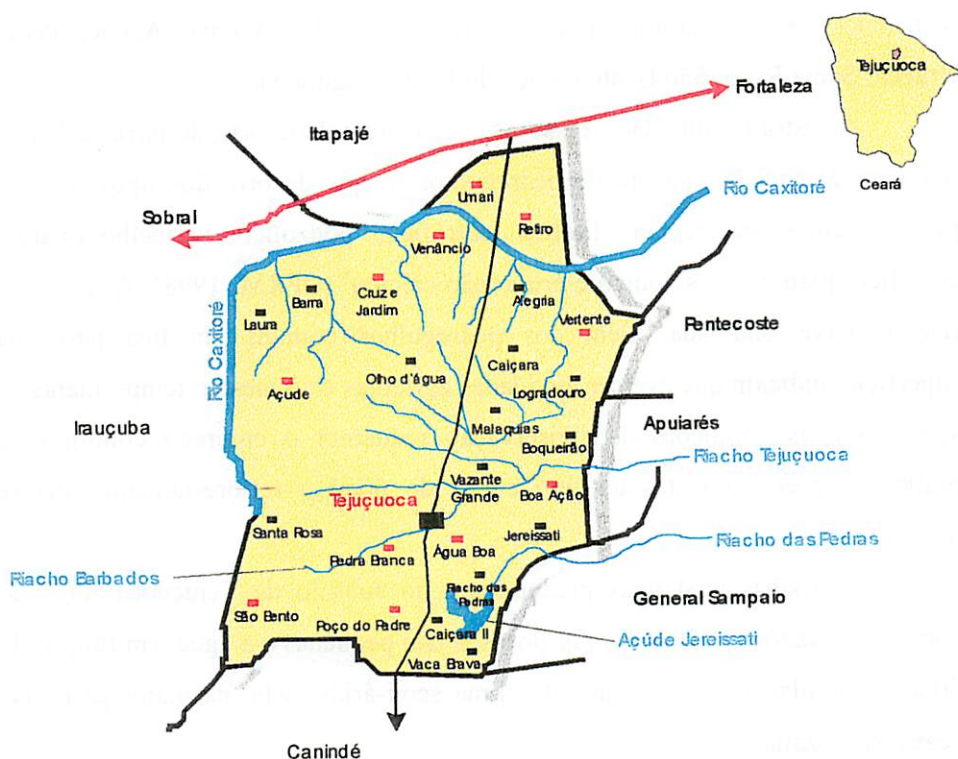 Tejuçuoca
Fortaleza
Itapajé
Ceará
Umari
Rio Caxitoré
Sobral
Retiro
Venâncio
Barra
Cruz e
Jardim
Alegria
Laura
Vertente
Pentecoste
Rio Caxitoré
Caiçara
Olho d'água
Açude
Logradouro
Irauçuba
Malaquias
Apuiarés
Boqueirão
Riacho Tejuçuoca
Vazante
Grande
Boa Ação
Tejuçuoca
Santa Rosa
Jereissati
Riacho das Pedras
Água Boa
Pedra Branca
Riacho Barbados
Riacho das
Pedras
São Bento
Poço do Padre
General Sampaio
Caiçara II
Açúde Jereissati
Vaca Brava
Canindé